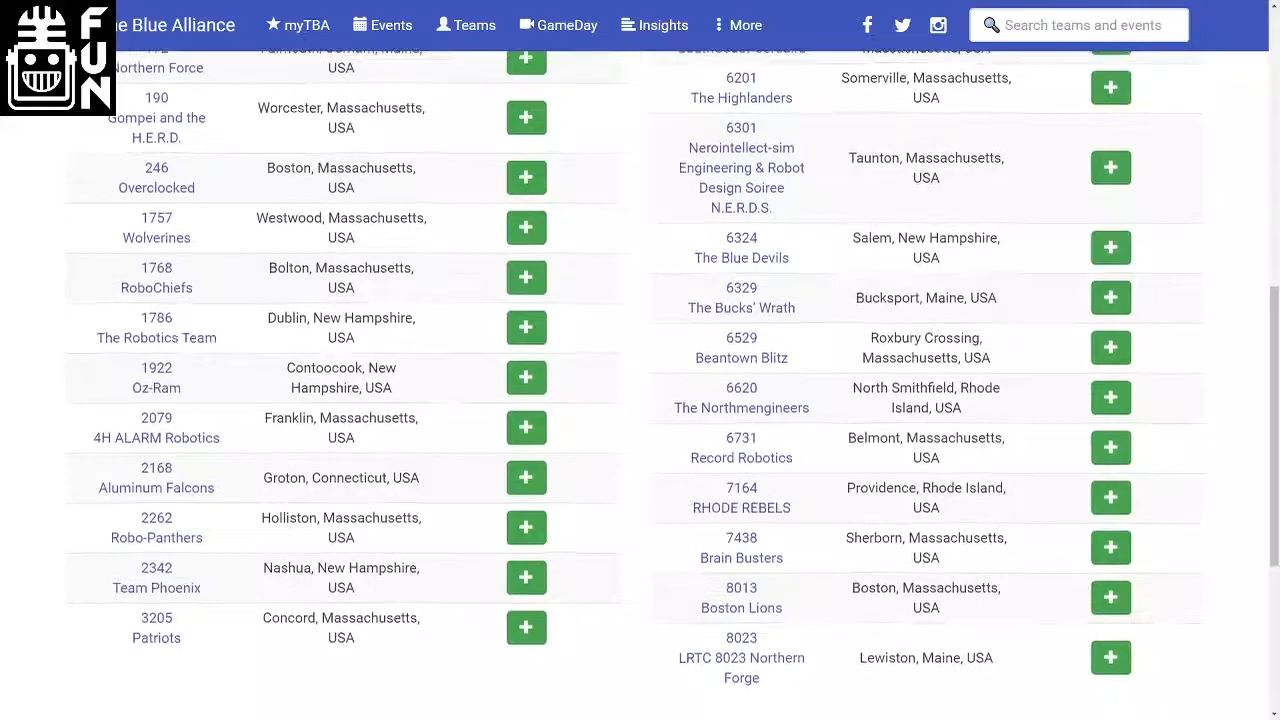 FUN
The Blue Alliance
myTBA
Events
Teams
GameDay
Insights
More
Search teams and events
Northern Force
USA
190
Gompei and the
H.E.R.D.
Worcester, Massachusetts,
USA
246
Overclocked
Boston, Massachusetts,
USA
1757
Wolverines
Westwood, Massachusetts,
USA
1768
RoboChiefs
Bolton, Massachusetts,
USA
1786
The Robotics Team
Dublin, New Hampshire,
USA
1922
Oz-Ram
Contoocook, New
Hampshire, USA
2079
4H ALARM Robotics
Franklin, Massachusetts,
USA
2168
Aluminum Falcons
Groton, Connecticut, USA
2262
Robo-Panthers
Holliston, Massachusetts,
USA
2342
Team Phoenix
Nashua, New Hampshire,
USA
3205
Patriots
Concord, Massachusetts,
USA
6201
The Highlanders
Somerville, Massachusetts,
USA
6301
Nerointellect-sim
Engineering & Robot
Design Soiree
N.E.R.D.S.
Taunton, Massachusetts,
USA
6324
The Blue Devils
Salem, New Hampshire,
USA
6329
The Bucks' Wrath
Bucksport, Maine, USA
6529
Beantown Blitz
Roxbury Crossing,
Massachusetts, USA
6620
The Northmengineers
North Smithfield, Rhode
Island, USA
6731
Record Robotics
Belmont, Massachusetts,
USA
7164
RHODE REBELS
Providence, Rhode Island,
USA
7438
Brain Busters
Sherborn, Massachusetts,
USA
8013
Boston Lions
Boston, Massachusetts,
USA
8023
LRTC 8023 Northern
Forge
Lewiston, Maine, USA